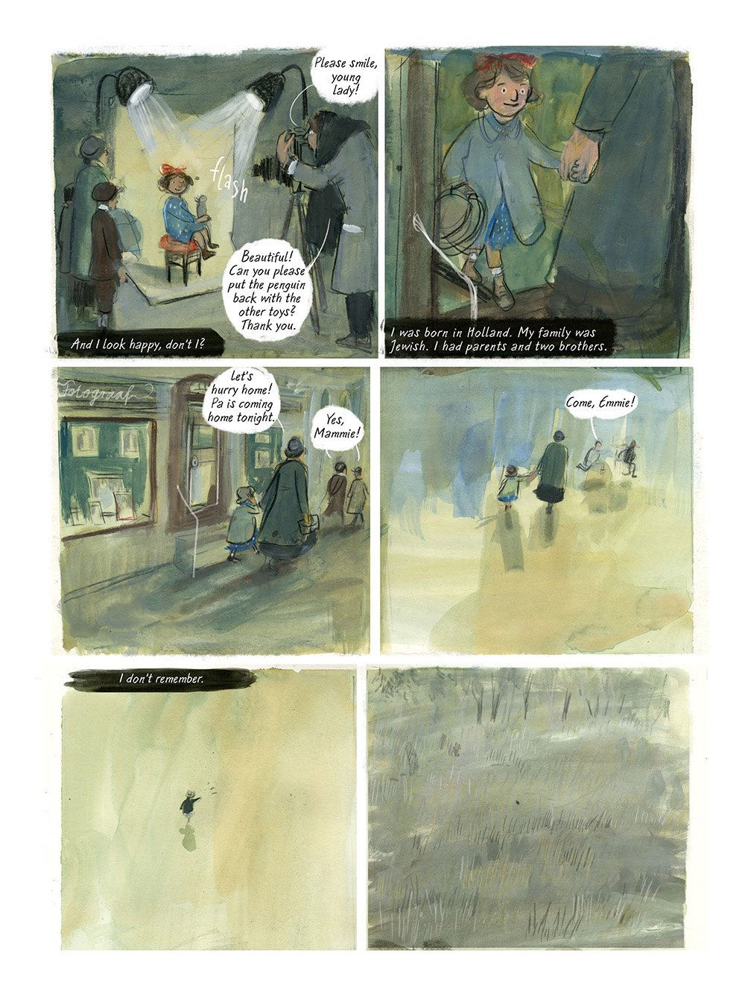 Please smile,
young
lady!
flash
Beautiful!
Can you please
put the penguin
back with the
other toys?
Thank you.
And I look happy, don't I?
I was born in Holland. My family was
Jewish. I had parents and two brothers.
fotograaf
Let's
hurry home!
Pa is coming
home tonight.
Yes,
Mammie!
Come, Emmie!
I don't remember.